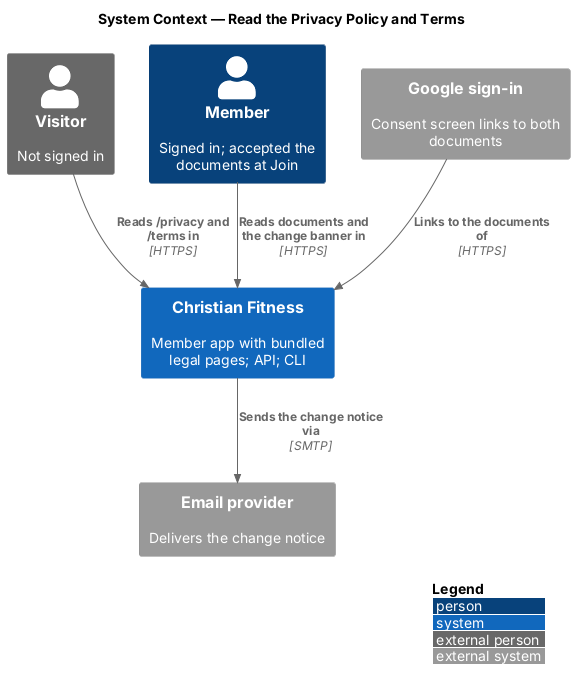 System Context — Read the Privacy Policy and Terms
Visitor
Not signed in
Member
Signed in; accepted the
documents at Join
Google sign-in
Consent screen links to both
documents
Reads /privacy and
/terms in
[HTTPS]
Reads documents and
the change banner in
[HTTPS]
Links to the documents
of
[HTTPS]
Christian Fitness
Member app with bundled
legal pages; API; CLI
Sends the change notice
via
[SMTP]
Email provider
Delivers the change notice
Legend
person
system
external person
external system